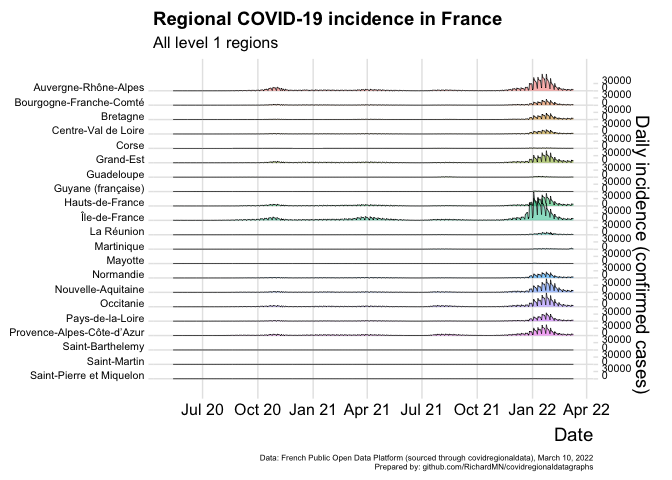 Regional COVID-19 incidence in France
All level 1 regions
Auvergne-Rhône-Alpes
Bourgogne-Franche-Comté
Bretagne
Centre-Val de Loire
Corse
Grand-Est
Guadeloupe
Guyane (française)
Hauts-de-France
Île-de-France
La Réunion
Martinique
Mayotte
Normandie
Nouvelle-Aquitaine
Occitanie
Pays-de-la-Loire
Provence-Alpes-Côte-d'Azur
Saint-Barthelemy
Saint-Martin
Saint-Pierre et Miquelon
30000
0
30000
0
30000
0
30000
0
30000
0
30000
0
30000
0
30000
0
30000
0
30000
0
30000
0
30000
0
30000
0
30000
0
30000
0
30000
0
30000
0
30000
0
30000
0
30000
0
30000
0
Daily incidence (confirmed cases)
Jul 20 Oct 20 Jan 21 Apr 21 Jul 21 Oct 21 Jan 22 Apr 22
Date
Data: French Public Open Data Platform (sourced through covidregionaldata), March 10, 2022
Prepared by: github.com/RichardMN/covidregionaldatagraphs